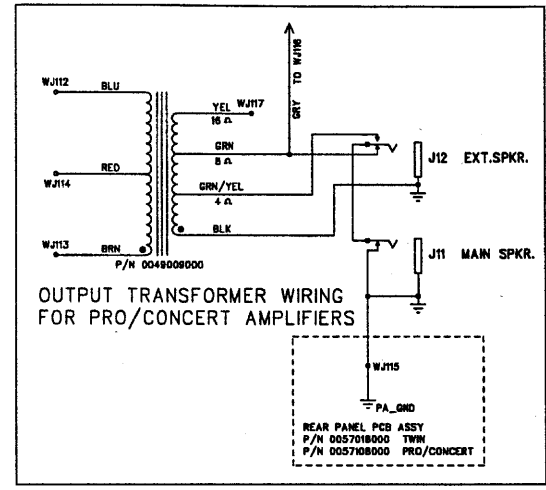 GRY TO WJ116
WJ112
BLU
YEL
WJ117
16 Ω
GRN
8 Ω
RED
WJ114
J12 EXT.SPKR.
GRN/YEL
4 Ω
BLK
WJ113
BRN
P/N 0049009000
J11 MAIN SPKR.
OUTPUT TRANSFORMER WIRING
FOR PRO/CONCERT AMPLIFIERS
WJ115
PA_GND
REAR PANEL PCB ASSY
P/N 0057018000 TWIN
P/N 0057108000 PRO/CONCERT